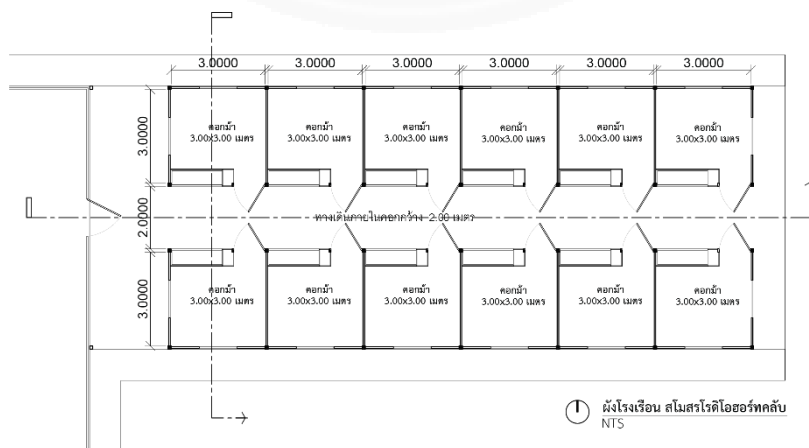 3.0000 3.0000 3.0000 3.0000 3.0000 3.0000
3.0000
คอกม้า คอกม้า คอกม้า คอกม้า คอกม้า คอกม้า
3.00x3.00 เมตร 3.00x3.00 เมตร 3.00x3.00 เมตร 3.00x3.00 เมตร 3.00x3.00 เมตร 3.00x3.00 เมตร
2.0000
ทางเดินภายในคอกกว้าง 2.00 เมตร
3.0000
คอกม้า คอกม้า คอกม้า คอกม้า คอกม้า คอกม้า
3.00x3.00 เมตร 3.00x3.00 เมตร 3.00x3.00 เมตร 3.00x3.00 เมตร 3.00x3.00 เมตร 3.00x3.00 เมตร
ผังโรงเรือน สโมสรโรดิโอฮอร์ทคลับ
NTS